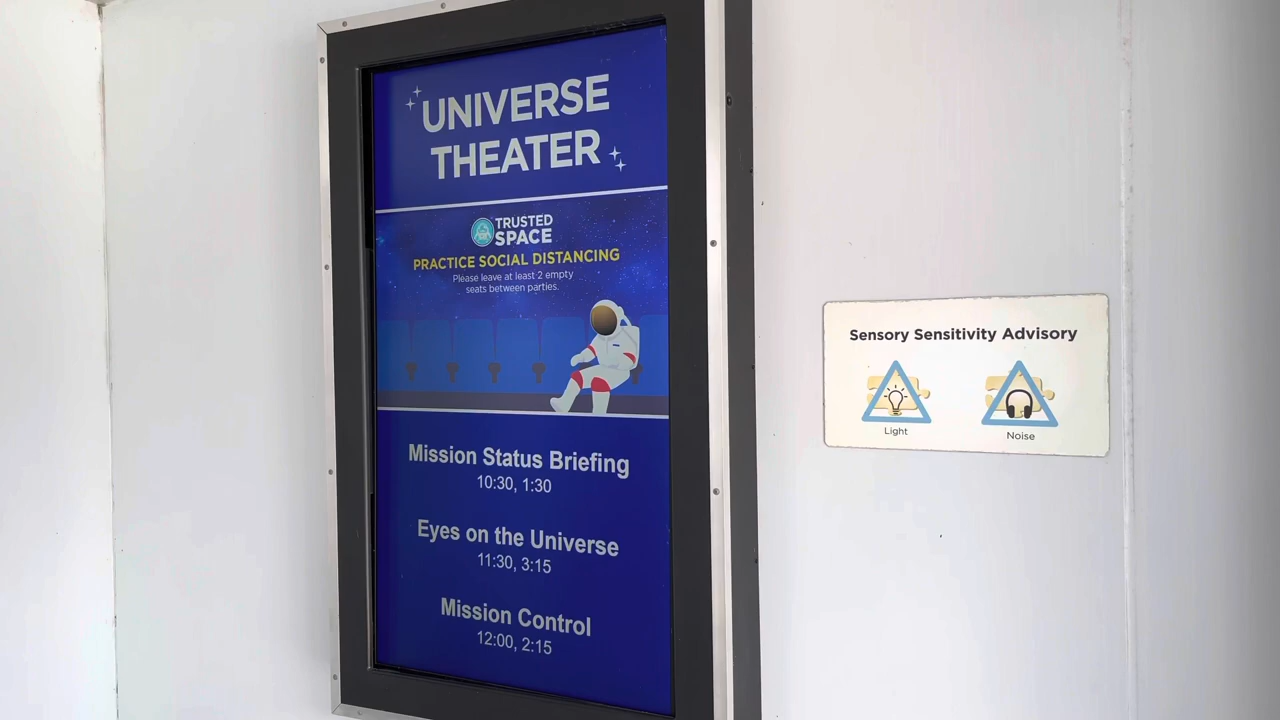 UNIVERSE
THEATER
TRUSTED
SPACE
PRACTICE SOCIAL DISTANCING
Please leave at least 2 empty
seats between parties.
Mission Status Briefing
10:30, 1:30
Eyes on the Universe
11:30, 3:15
Mission Control
12:00, 2:15
Sensory Sensitivity Advisory
Light
Noise